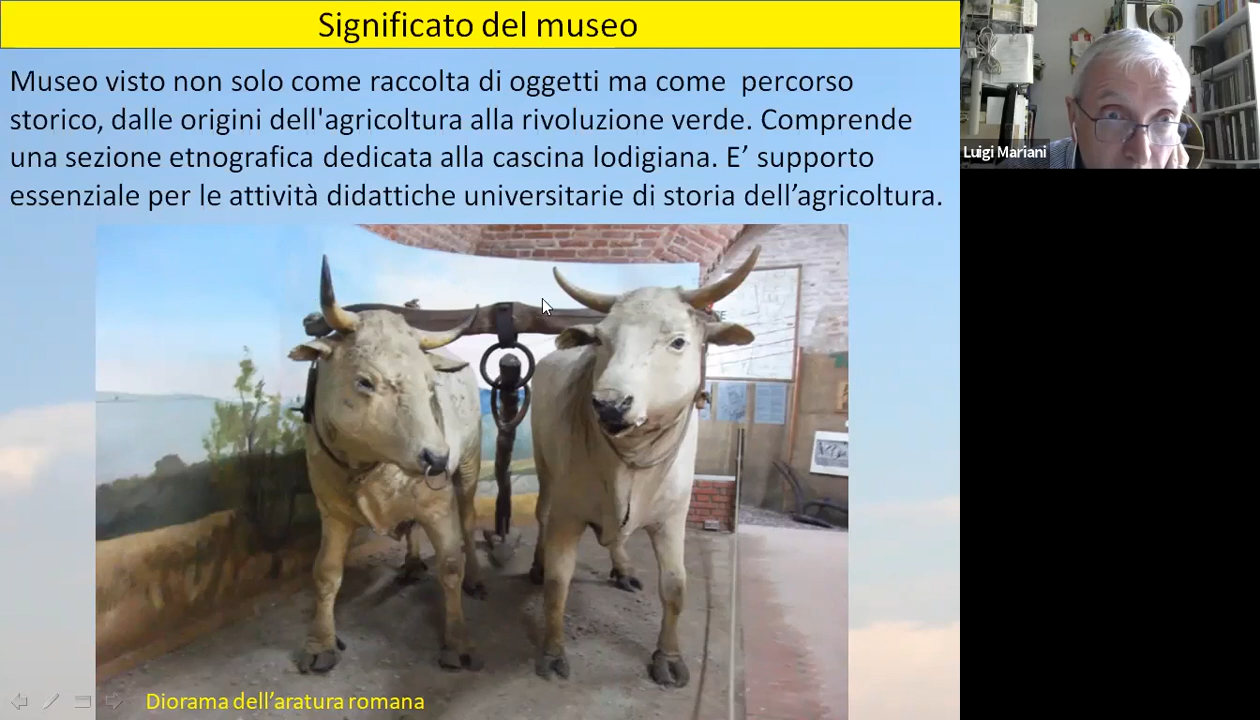 Significato del museo
Museo visto non solo come raccolta di oggetti ma come percorso
storico, dalle origini dell'agricoltura alla rivoluzione verde. Comprende
una sezione etnografica dedicata alla cascina lodigiana. E’ supporto
essenziale per le attività didattiche universitarie di storia dell’agricoltura.
Luigi Mariani
Diorama dell’aratura romana